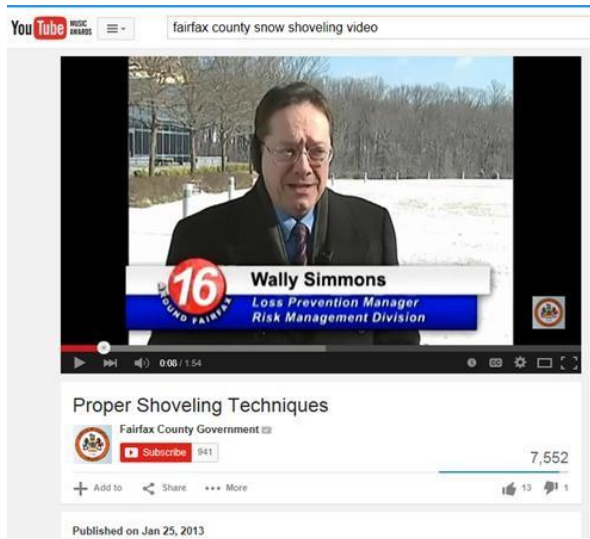 You Tube MUSIC AWARDS
fairfax county snow shoveling video
16
AROUND FAIRFAX
Wally Simmons
Loss Prevention Manager
Risk Management Division
0:08 / 1:54
CC
Proper Shoveling Techniques
Fairfax County Government
Subscribe 941
7,552
Add to Share More
13 1
Published on Jan 25, 2013